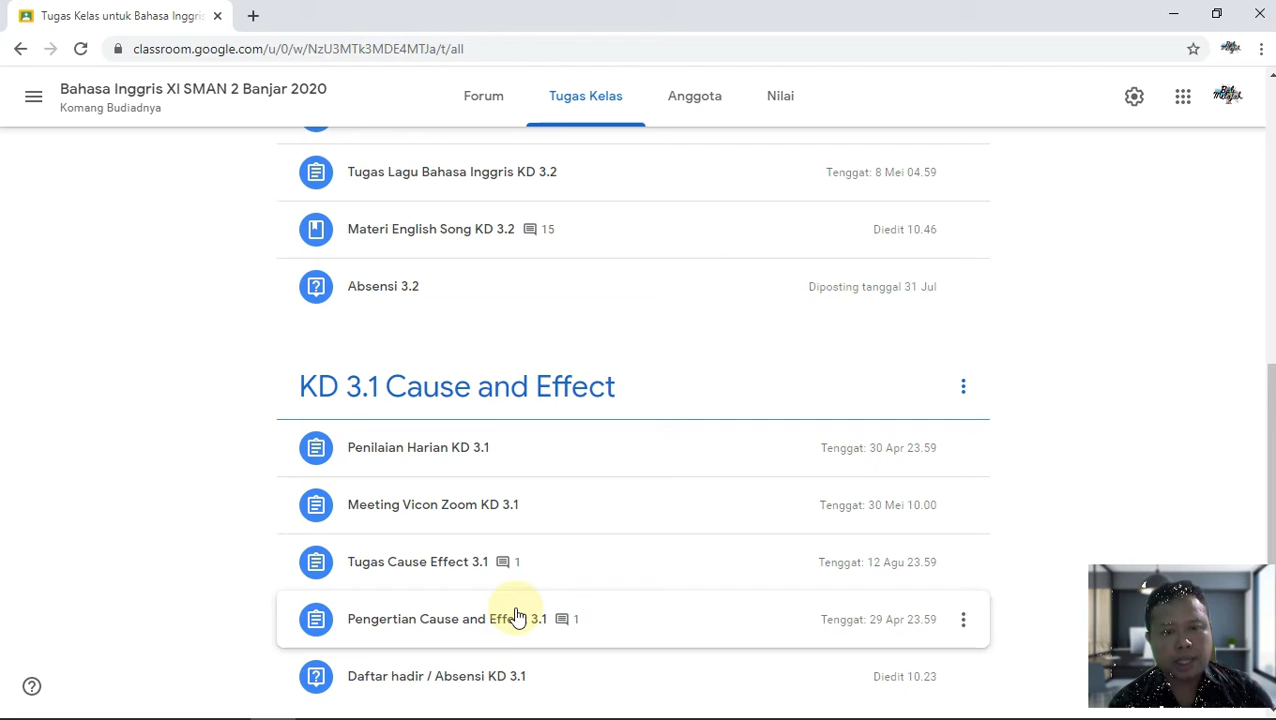 Tugas Kelas untuk Bahasa Inggris
classroom.google.com/u/0/w/NzU3MTk3MDE4MTJa/t/all
Bahasa Inggris XI SMAN 2 Banjar 2020
Komang Budiadnya
Forum
Tugas Kelas
Anggota
Nilai
Tugas Lagu Bahasa Inggris KD 3.2
Tenggat: 8 Mei 04.59
Materi English Song KD 3.2
15
Diedit 10.46
Absensi 3.2
Diposting tanggal 31 Jul
KD 3.1 Cause and Effect
Penilaian Harian KD 3.1
Tenggat: 30 Apr 23.59
Meeting Vicon Zoom KD 3.1
Tenggat: 30 Mei 10.00
Tugas Cause Effect 3.1
1
Tenggat: 12 Agu 23.59
Pengertian Cause and Effect 3.1
1
Tenggat: 29 Apr 23.59
Daftar hadir / Absensi KD 3.1
Diedit 10.23